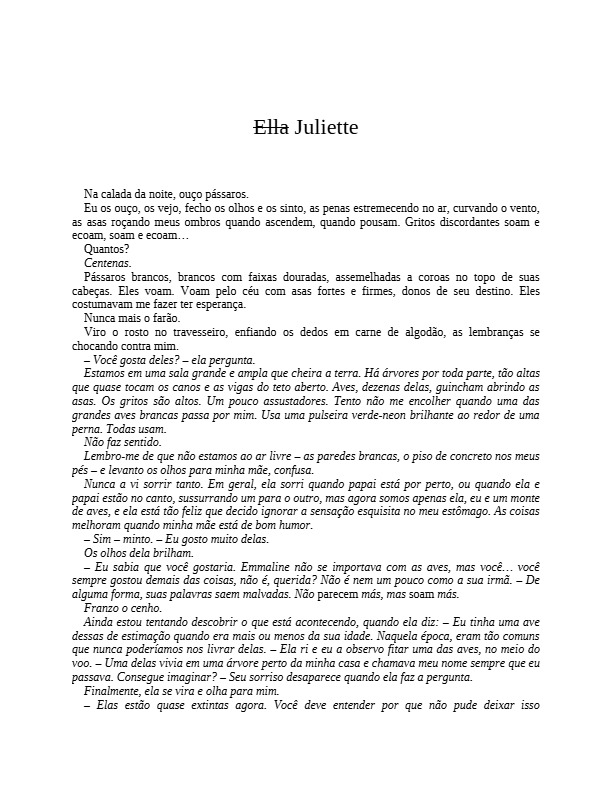 Ella Juliette
Na calada da noite, ouço pássaros.
Eu os ouço, os vejo, fecho os olhos e os sinto, as penas estremecendo no ar, curvando o vento,
as asas roçando meus ombros quando ascendem, quando pousam. Gritos discordantes soam e
ecoam, soam e ecoam…
Quantos?
Centenas.
Pássaros brancos, brancos com faixas douradas, assemelhadas a coroas no topo de suas
cabeças. Eles voam. Voam pelo céu com asas fortes e firmes, donos de seu destino. Eles
costumavam me fazer ter esperança.
Nunca mais o farão.
Viro o rosto no travesseiro, enfiando os dedos em carne de algodão, as lembranças se
chocando contra mim.
– Você gosta deles? – ela pergunta.
Estamos em uma sala grande e ampla que cheira a terra. Há árvores por toda parte, tão altas
que quase tocam os canos e as vigas do teto aberto. Aves, dezenas delas, guincham abrindo as
asas. Os gritos são altos. Um pouco assustadores. Tento não me encolher quando uma das
grandes aves brancas passa por mim. Usa uma pulseira verde-neon brilhante ao redor de uma
perna. Todas usam.
Não faz sentido.
Lembro-me de que não estamos ao ar livre – as paredes brancas, o piso de concreto nos meus
pés – e levanto os olhos para minha mãe, confusa.
Nunca a vi sorrir tanto. Em geral, ela sorri quando papai está por perto, ou quando ela e
papai estão no canto, sussurrando um para o outro, mas agora somos apenas ela, eu e um monte
de aves, e ela está tão feliz que decido ignorar a sensação esquisita no meu estômago. As coisas
melhoram quando minha mãe está de bom humor.
– Sim – minto. – Eu gosto muito delas.
Os olhos dela brilham.
– Eu sabia que você gostaria. Emmaline não se importava com as aves, mas você… você
sempre gostou demais das coisas, não é, querida? Não é nem um pouco como a sua irmã. – De
alguma forma, suas palavras saem malvadas. Não parecem más, mas soam más.
Franzo o cenho.
Ainda estou tentando descobrir o que está acontecendo, quando ela diz: – Eu tinha uma ave
dessas de estimação quando era mais ou menos da sua idade. Naquela época, eram tão comuns
que nunca poderíamos nos livrar delas. – Ela ri e eu a observo fitar uma das aves, no meio do
voo. – Uma delas vivia em uma árvore perto da minha casa e chamava meu nome sempre que eu
passava. Consegue imaginar? – Seu sorriso desaparece quando ela faz a pergunta.
Finalmente, ela se vira e olha para mim.
– Elas estão quase extintas agora. Você deve entender por que não pude deixar isso